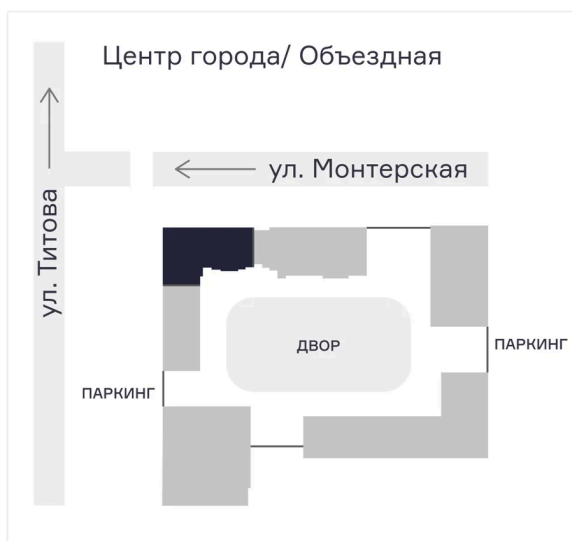 Центр города/ Объездная
ул. Монтерская
ул. Титова
ДВОР
ПАРКИНГ
ПАРКИНГ